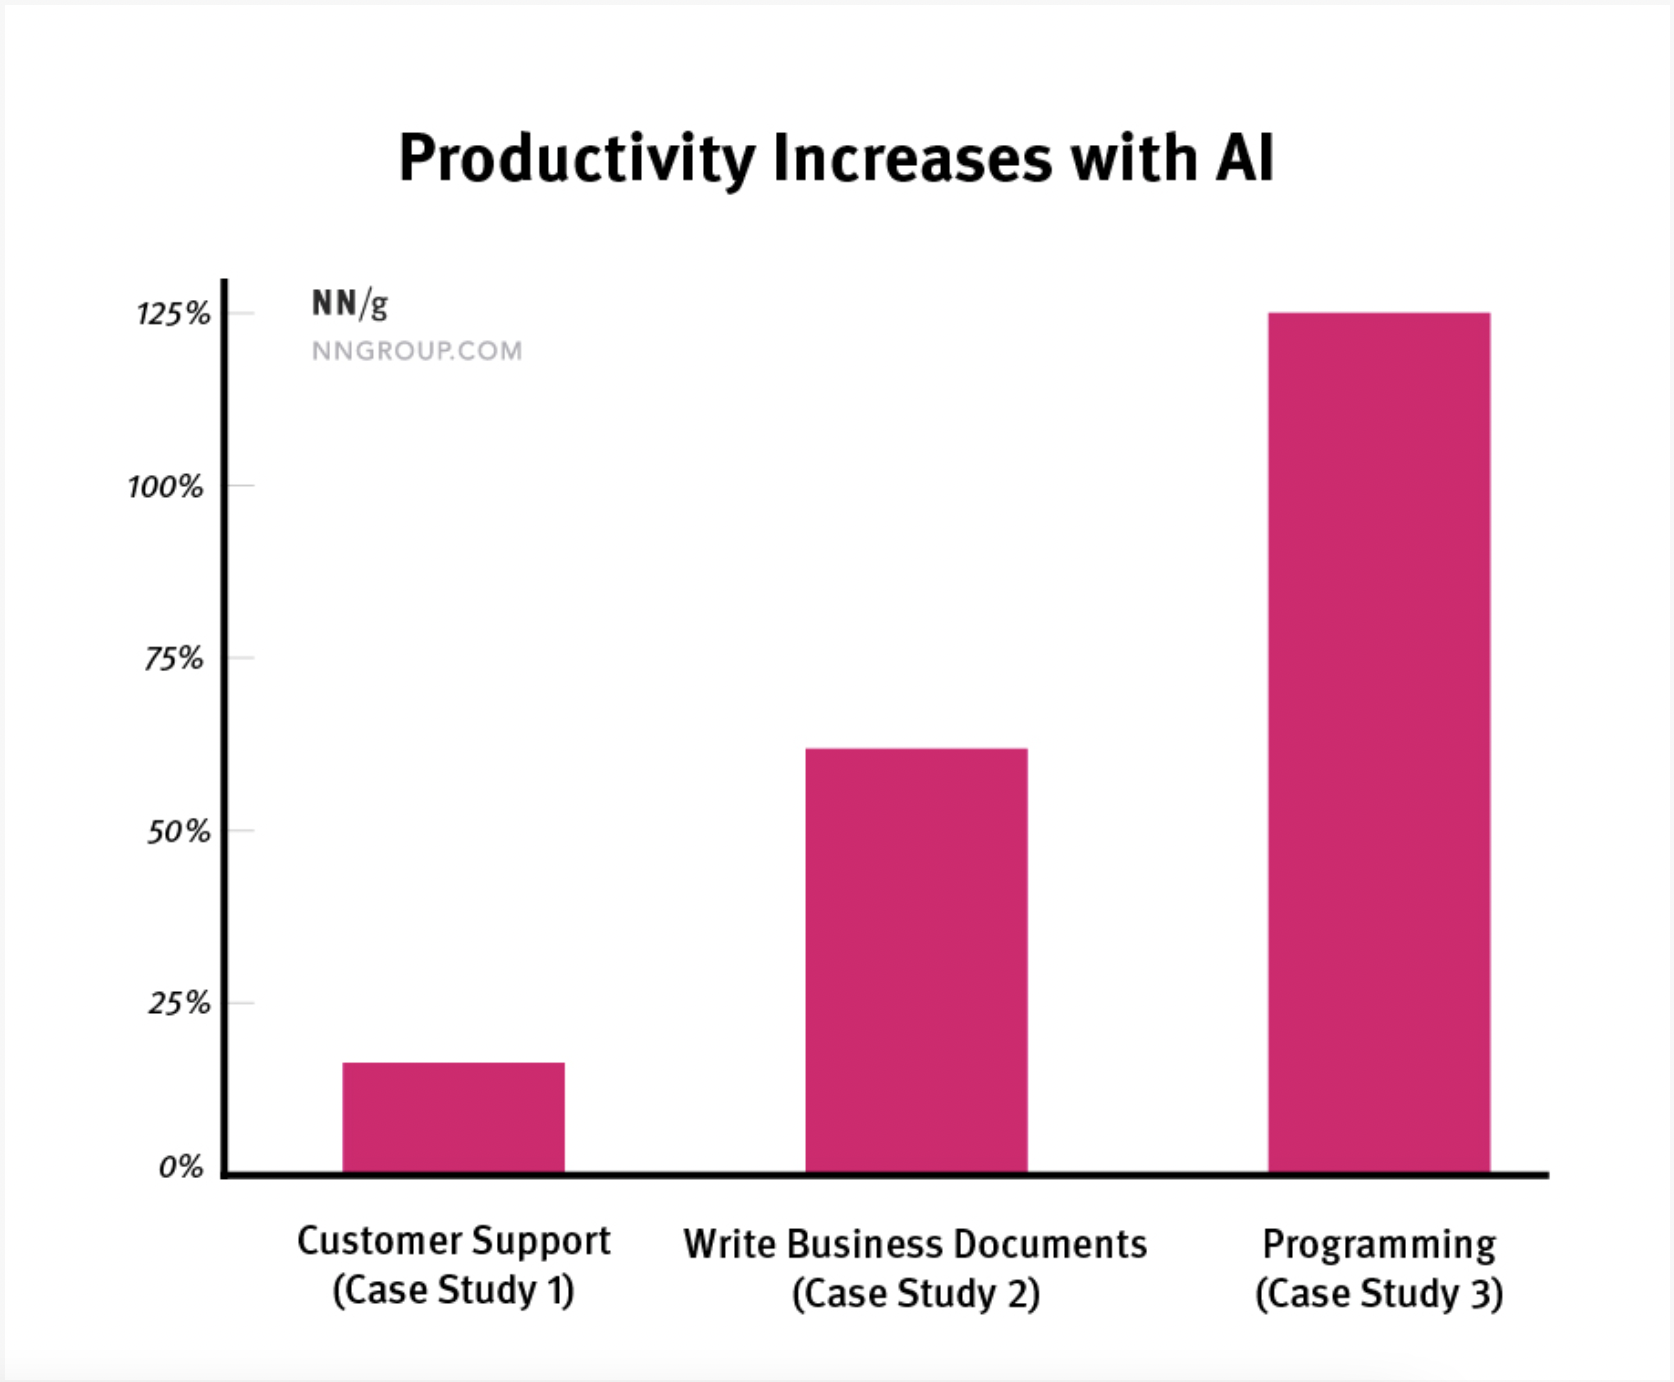 Productivity Increases with AI
NN/g
NNGROUP.COM
125%
100%
75%
50%
25%
0%
Customer Support
(Case Study 1)
Write Business Documents
(Case Study 2)
Programming
(Case Study 3)